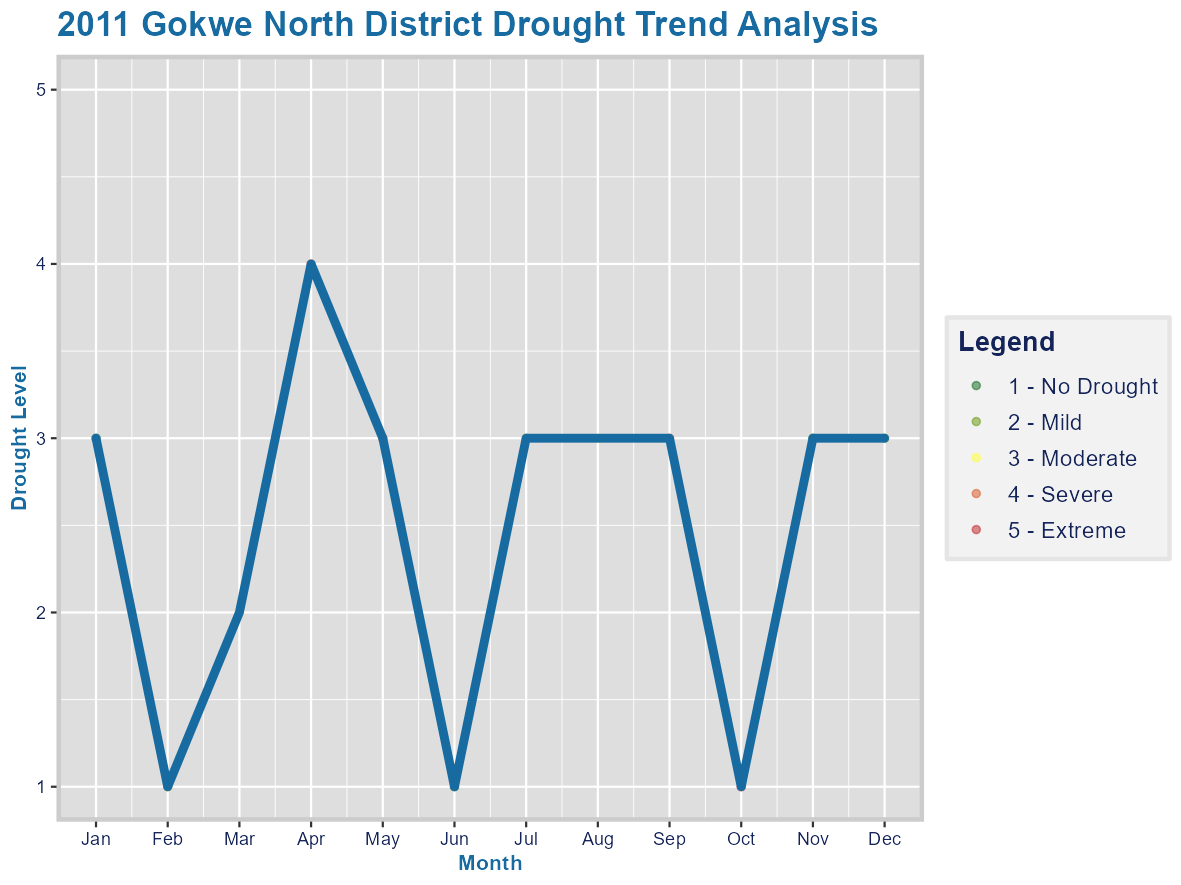 2011 Gokwe North District Drought Trend Analysis
Drought Level
5
4
3
2
1
Jan Feb Mar Apr May Jun Jul Aug Sep Oct Nov Dec
Month
Legend
1 - No Drought
2 - Mild
3 - Moderate
4 - Severe
5 - Extreme